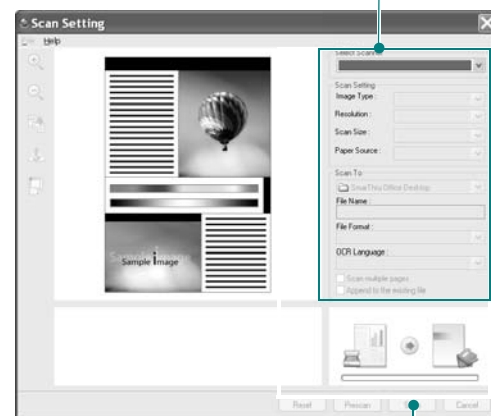 Scan Setting
Help
Select Scanner
Scan Setting
Image Type :
Resolution :
Scan Size :
Paper Source :
Scan To
SmarThru Office Desktop
File Name :
File Format :
OCR Language :
Scan multiple pages
Append to the existing file
Sample Image
Reset
Prescan
Cancel